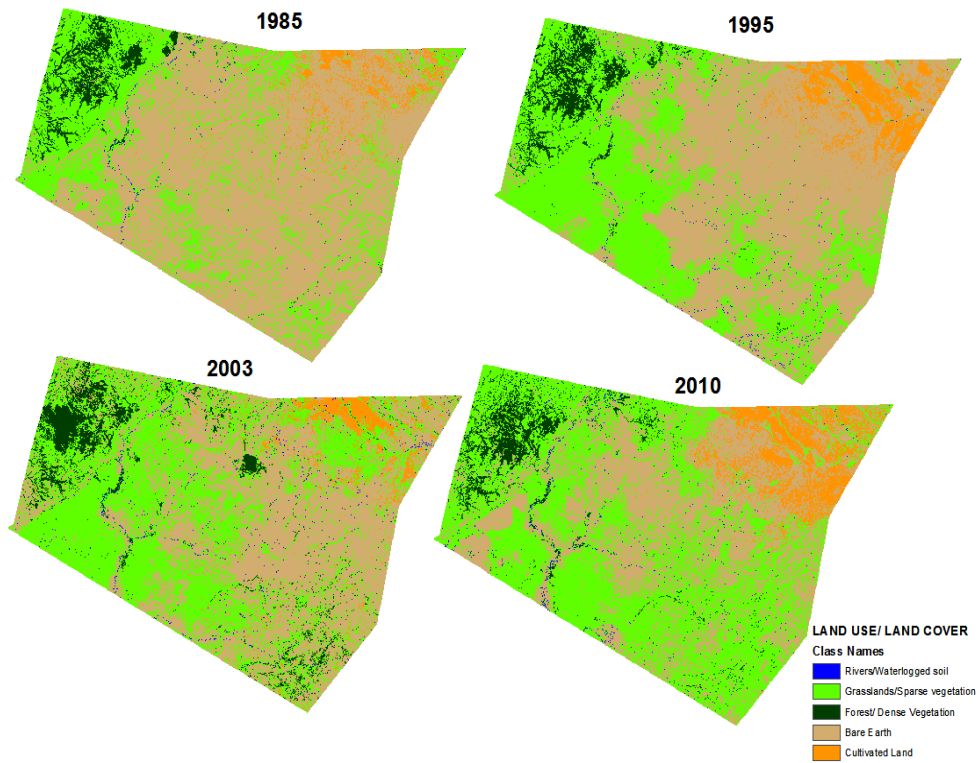 1985
1995
2003
2010
LAND USE/ LAND COVER
Class Names
Rivers/Waterlogged soil
Grasslands/Sparse vegetation
Forest/ Dense Vegetation
Bare Earth
Cultivated Land